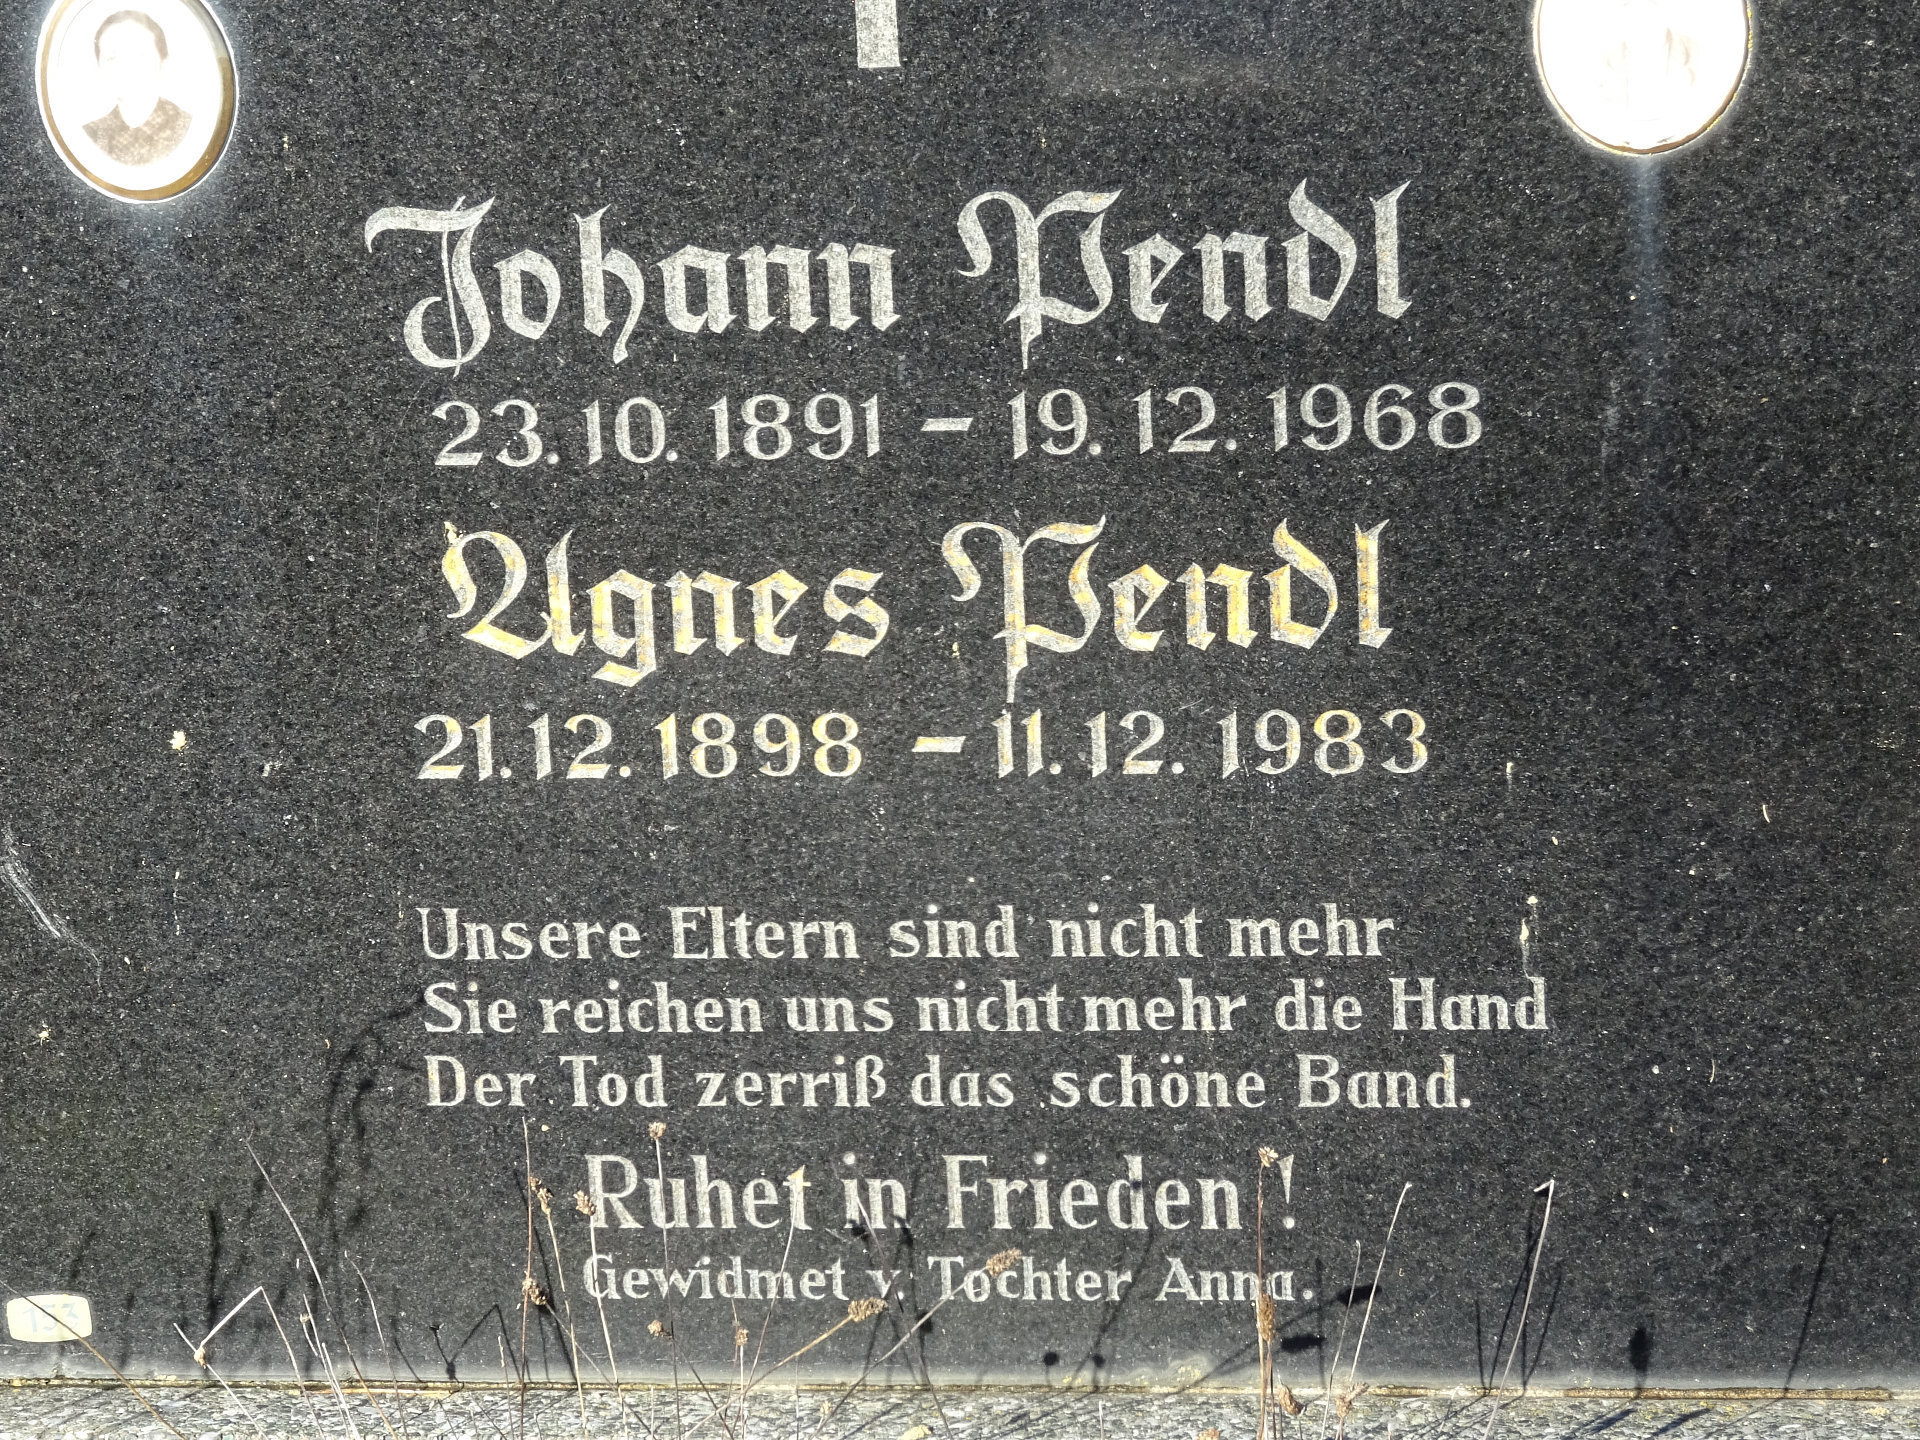 Johann Pendl
23.10.1891 – 19.12.1968
Agnes Pendl
21.12.1898 – 11.12.1983
Unsere Eltern sind nicht mehr
Sie reichen uns nicht mehr die Hand
Der Tod zerriß das schöne Band.
Ruhet in Frieden!
Gewidmet v. Tochter Anna.
153